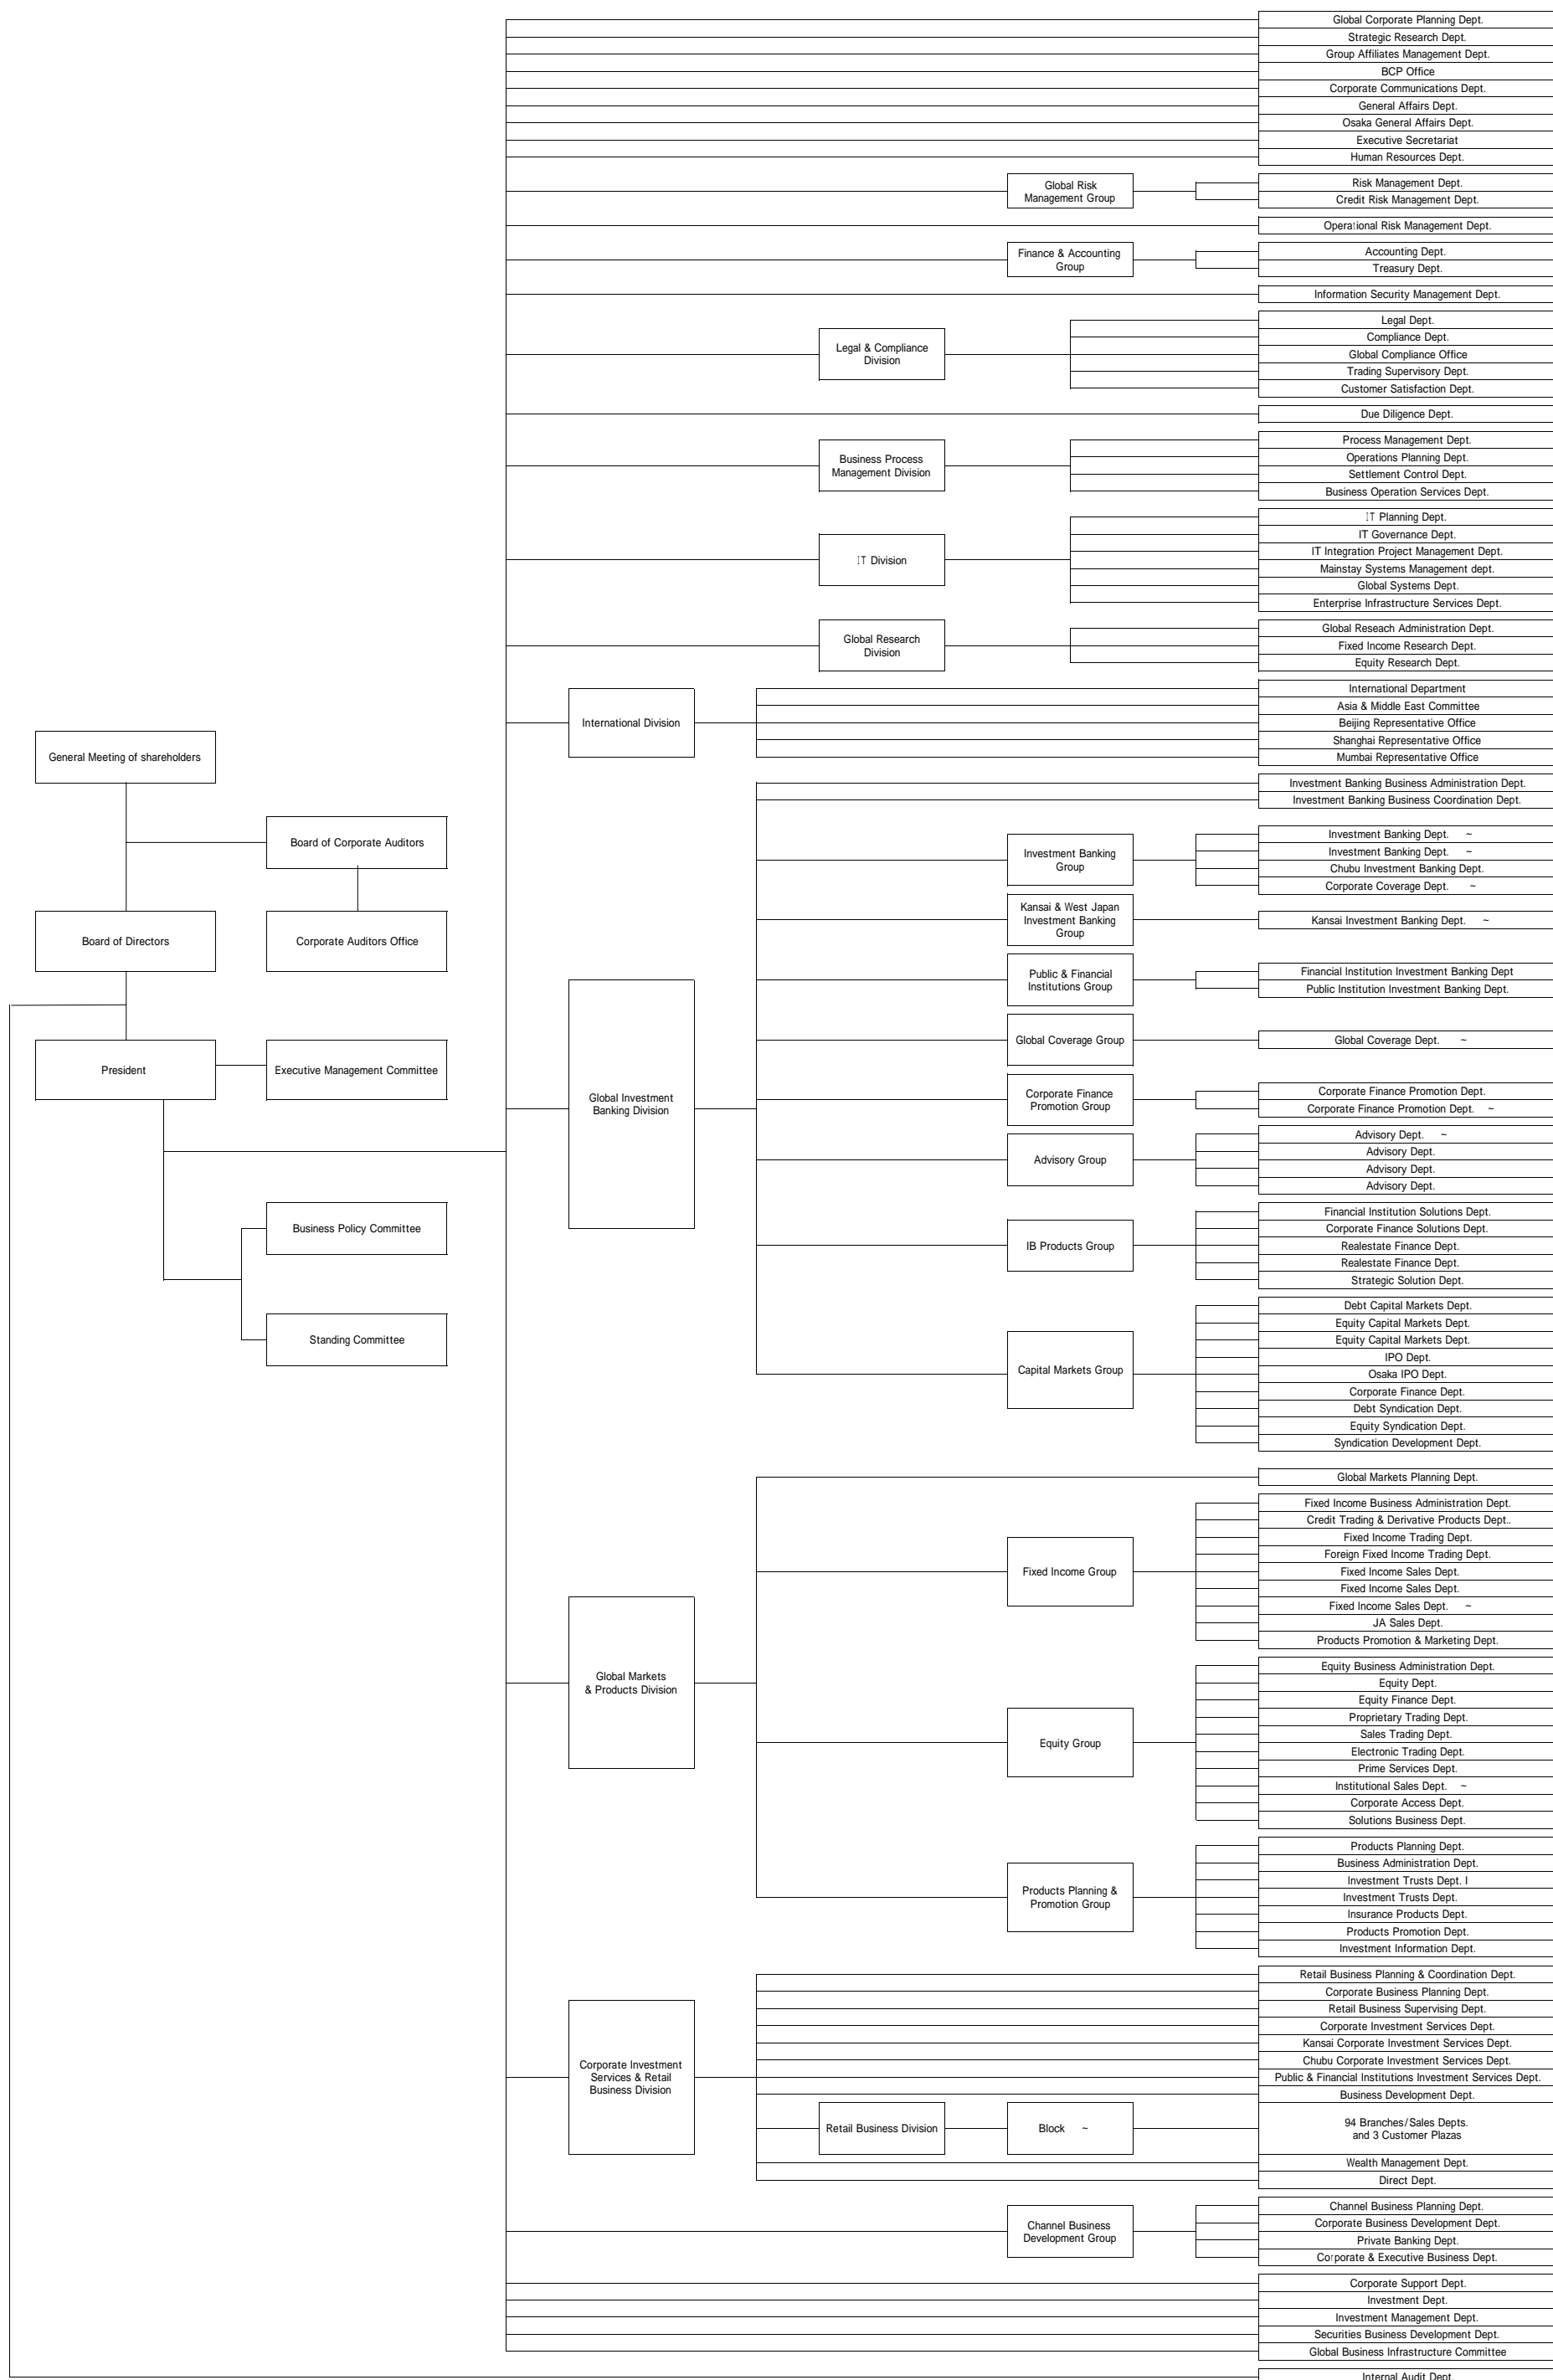 Global Corporate Planning Dept.
Strategic Research Dept.
Group Affiliates Management Dept.
BCP Office
Corporate Communications Dept.
General Affairs Dept.
Osaka General Affairs Dept.
Executive Secretariat
Human Resources Dept.
Global Risk
Management Group
Risk Management Dept.
Credit Risk Management Dept.
Operational Risk Management Dept.
Finance & Accounting
Group
Accounting Dept.
Treasury Dept.
Information Security Management Dept.
Legal & Compliance
Division
Legal Dept.
Compliance Dept.
Global Compliance Office
Trading Supervisory Dept.
Customer Satisfaction Dept.
Due Diligence Dept.
Business Process
Management Division
Process Management Dept.
Operations Planning Dept.
Settlement Control Dept.
Business Operation Services Dept.
IT Division
IT Planning Dept.
IT Governance Dept.
IT Integration Project Management Dept.
Mainstay Systems Management dept.
Global Systems Dept.
Enterprise Infrastructure Services Dept.
Global Research
Division
Global Reseach Administration Dept.
Fixed Income Research Dept.
Equity Research Dept.
International Division
International Department
Asia & Middle East Committee
Beijing Representative Office
Shanghai Representative Office
Mumbai Representative Office
General Meeting of shareholders
Board of Corporate Auditors
Board of Directors
Corporate Auditors Office
President
Executive Management Committee
Business Policy Committee
Standing Committee
Global Investment
Banking Division
Investment Banking Business Administration Dept.
Investment Banking Business Coordination Dept.
Investment Banking
Group
Investment Banking Dept. ~
Investment Banking Dept. ~
Chubu Investment Banking Dept.
Corporate Coverage Dept. ~
Kansai & West Japan
Investment Banking
Group
Kansai Investment Banking Dept. ~
Public & Financial
Institutions Group
Financial Institution Investment Banking Dept
Public Institution Investment Banking Dept.
Global Coverage Group
Global Coverage Dept. ~
Corporate Finance
Promotion Group
Corporate Finance Promotion Dept.
Corporate Finance Promotion Dept. ~
Advisory Group
Advisory Dept. ~
Advisory Dept.
Advisory Dept.
Advisory Dept.
IB Products Group
Financial Institution Solutions Dept.
Corporate Finance Solutions Dept.
Realestate Finance Dept.
Realestate Finance Dept.
Strategic Solution Dept.
Capital Markets Group
Debt Capital Markets Dept.
Equity Capital Markets Dept.
Equity Capital Markets Dept.
IPO Dept.
Osaka IPO Dept.
Corporate Finance Dept.
Debt Syndication Dept.
Equity Syndication Dept.
Syndication Development Dept.
Global Markets
& Products Division
Global Markets Planning Dept.
Fixed Income Group
Fixed Income Business Administration Dept.
Credit Trading & Derivative Products Dept..
Fixed Income Trading Dept.
Foreign Fixed Income Trading Dept.
Fixed Income Sales Dept.
Fixed Income Sales Dept.
Fixed Income Sales Dept. ~
JA Sales Dept.
Products Promotion & Marketing Dept.
Equity Group
Equity Business Administration Dept.
Equity Dept.
Equity Finance Dept.
Proprietary Trading Dept.
Sales Trading Dept.
Electronic Trading Dept.
Prime Services Dept.
Institutional Sales Dept. ~
Corporate Access Dept.
Solutions Business Dept.
Products Planning &
Promotion Group
Products Planning Dept.
Business Administration Dept.
Investment Trusts Dept. I
Investment Trusts Dept.
Insurance Products Dept.
Products Promotion Dept.
Investment Information Dept.
Corporate Investment
Services & Retail
Business Division
Retail Business Planning & Coordination Dept.
Corporate Business Planning Dept.
Retail Business Supervising Dept.
Corporate Investment Services Dept.
Kansai Corporate Investment Services Dept.
Chubu Corporate Investment Services Dept.
Public & Financial Institutions Investment Services Dept.
Business Development Dept.
Retail Business Division
Block ~
94 Branches/Sales Depts.
and 3 Customer Plazas
Wealth Management Dept.
Direct Dept.
Channel Business
Development Group
Channel Business Planning Dept.
Corporate Business Development Dept.
Private Banking Dept.
Corporate & Executive Business Dept.
Corporate Support Dept.
Investment Dept.
Investment Management Dept.
Securities Business Development Dept.
Global Business Infrastructure Committee
Internal Audit Dept.